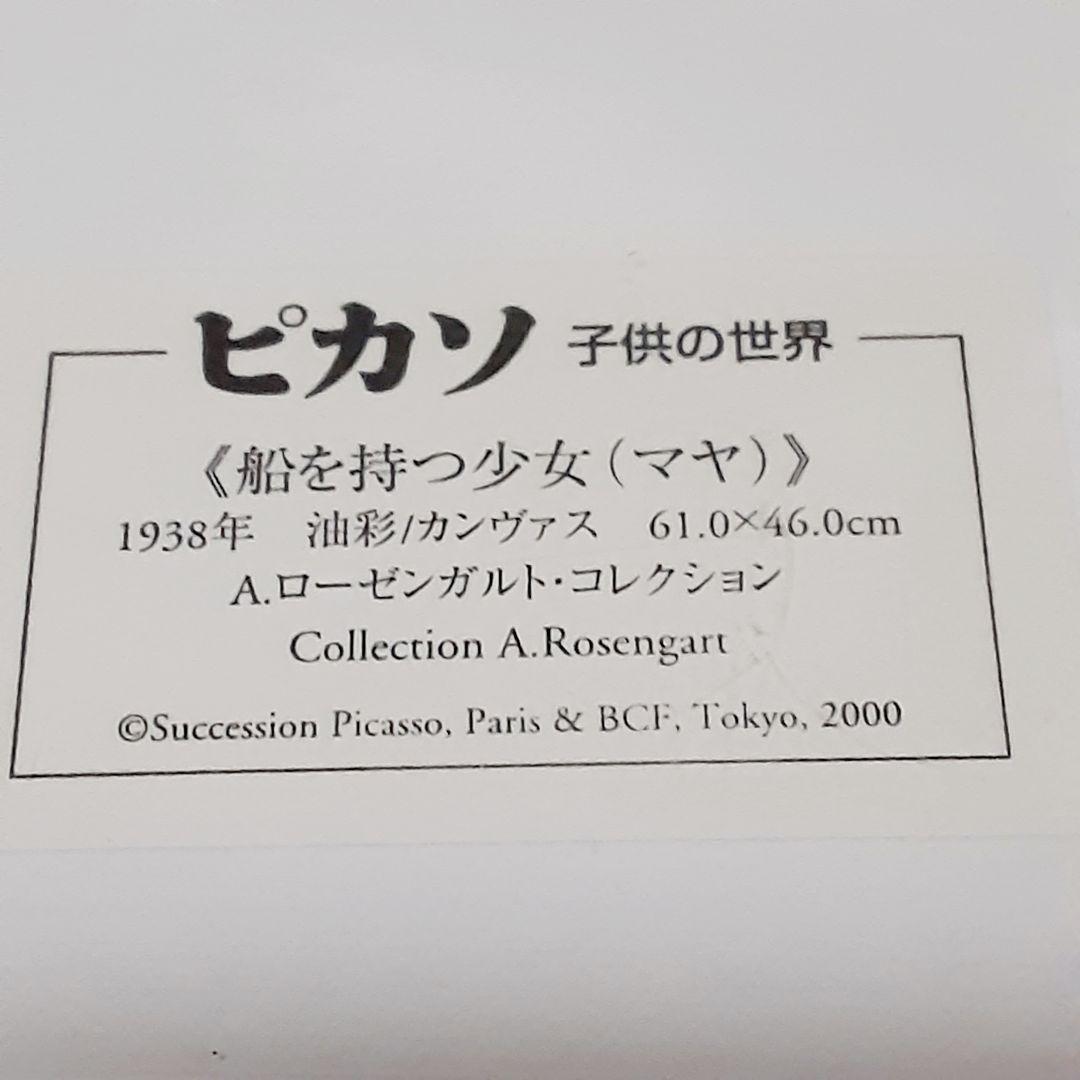 ピカソ 子供の世界
《船を持つ少女(マヤ)》
1938年 油彩/カンヴァス 61.0×46.0cm
A.ローゼンガルト・コレクション
Collection A.Rosengart
©Succession Picasso, Paris & BCF, Tokyo, 2000